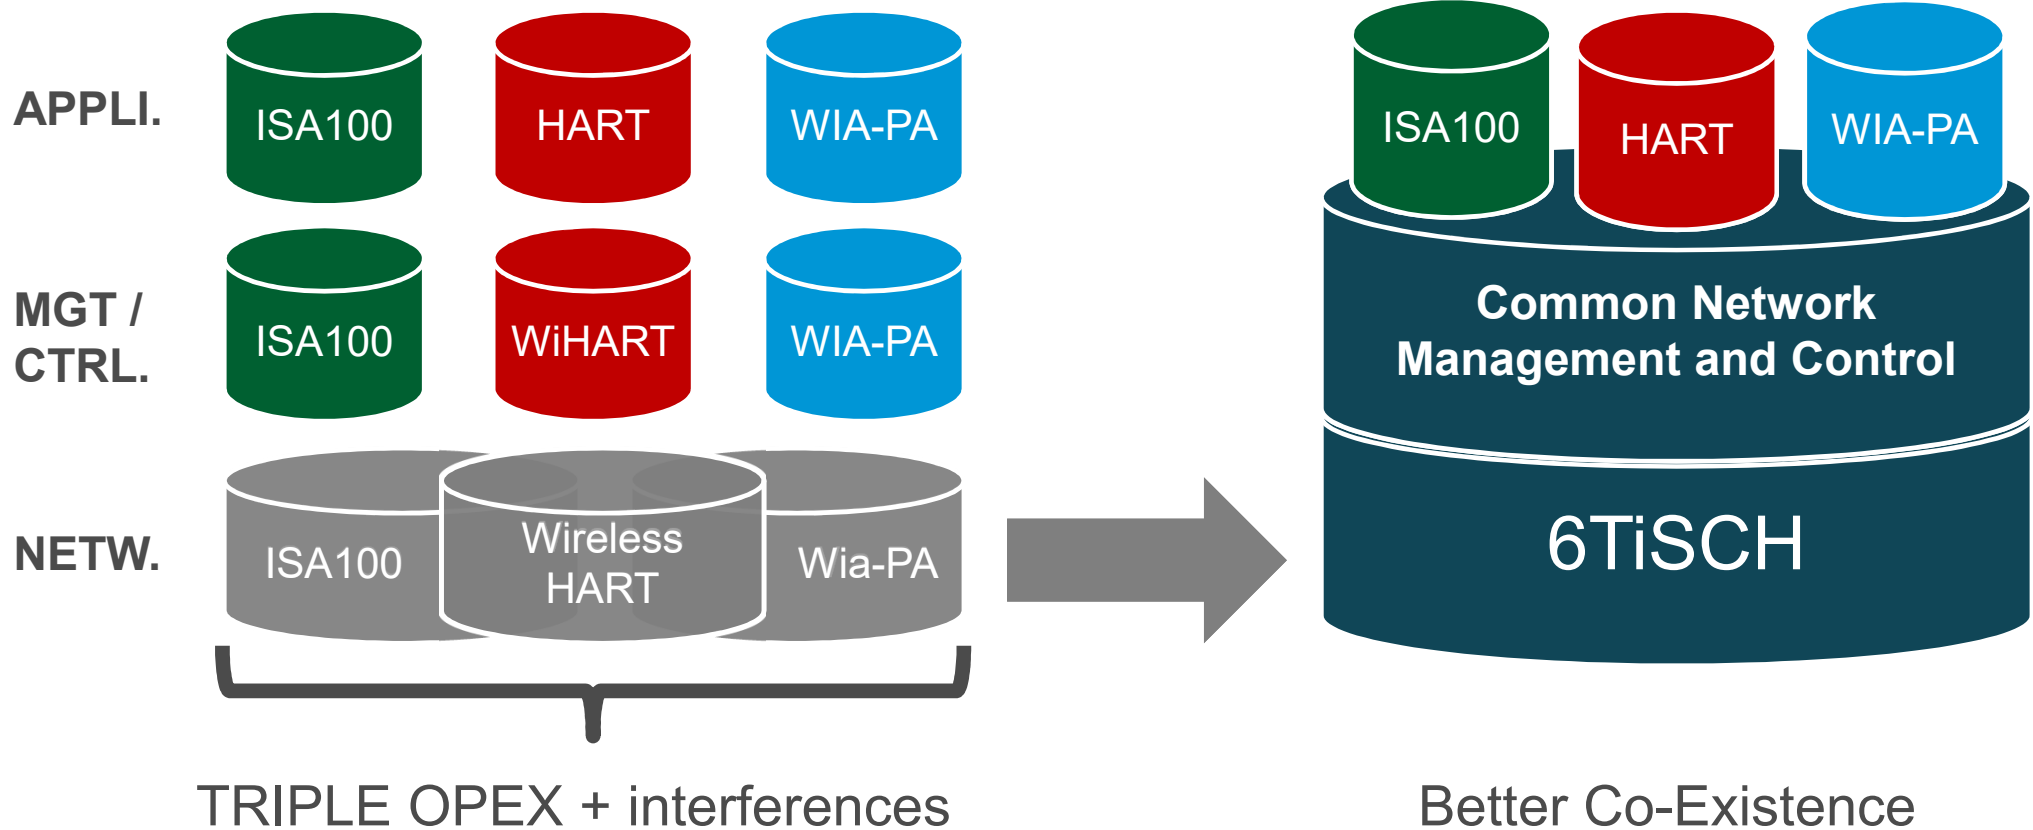 APPLI.
ISA100
HART
WIA-PA
MGT /
CTRL.
ISA100
WiHART
WIA-PA
NETW.
ISA100
Wireless
HART
Wia-PA
TRIPLE OPEX + interferences
ISA100
HART
WIA-PA
Common Network
Management and Control
6TiSCH
Better Co-Existence